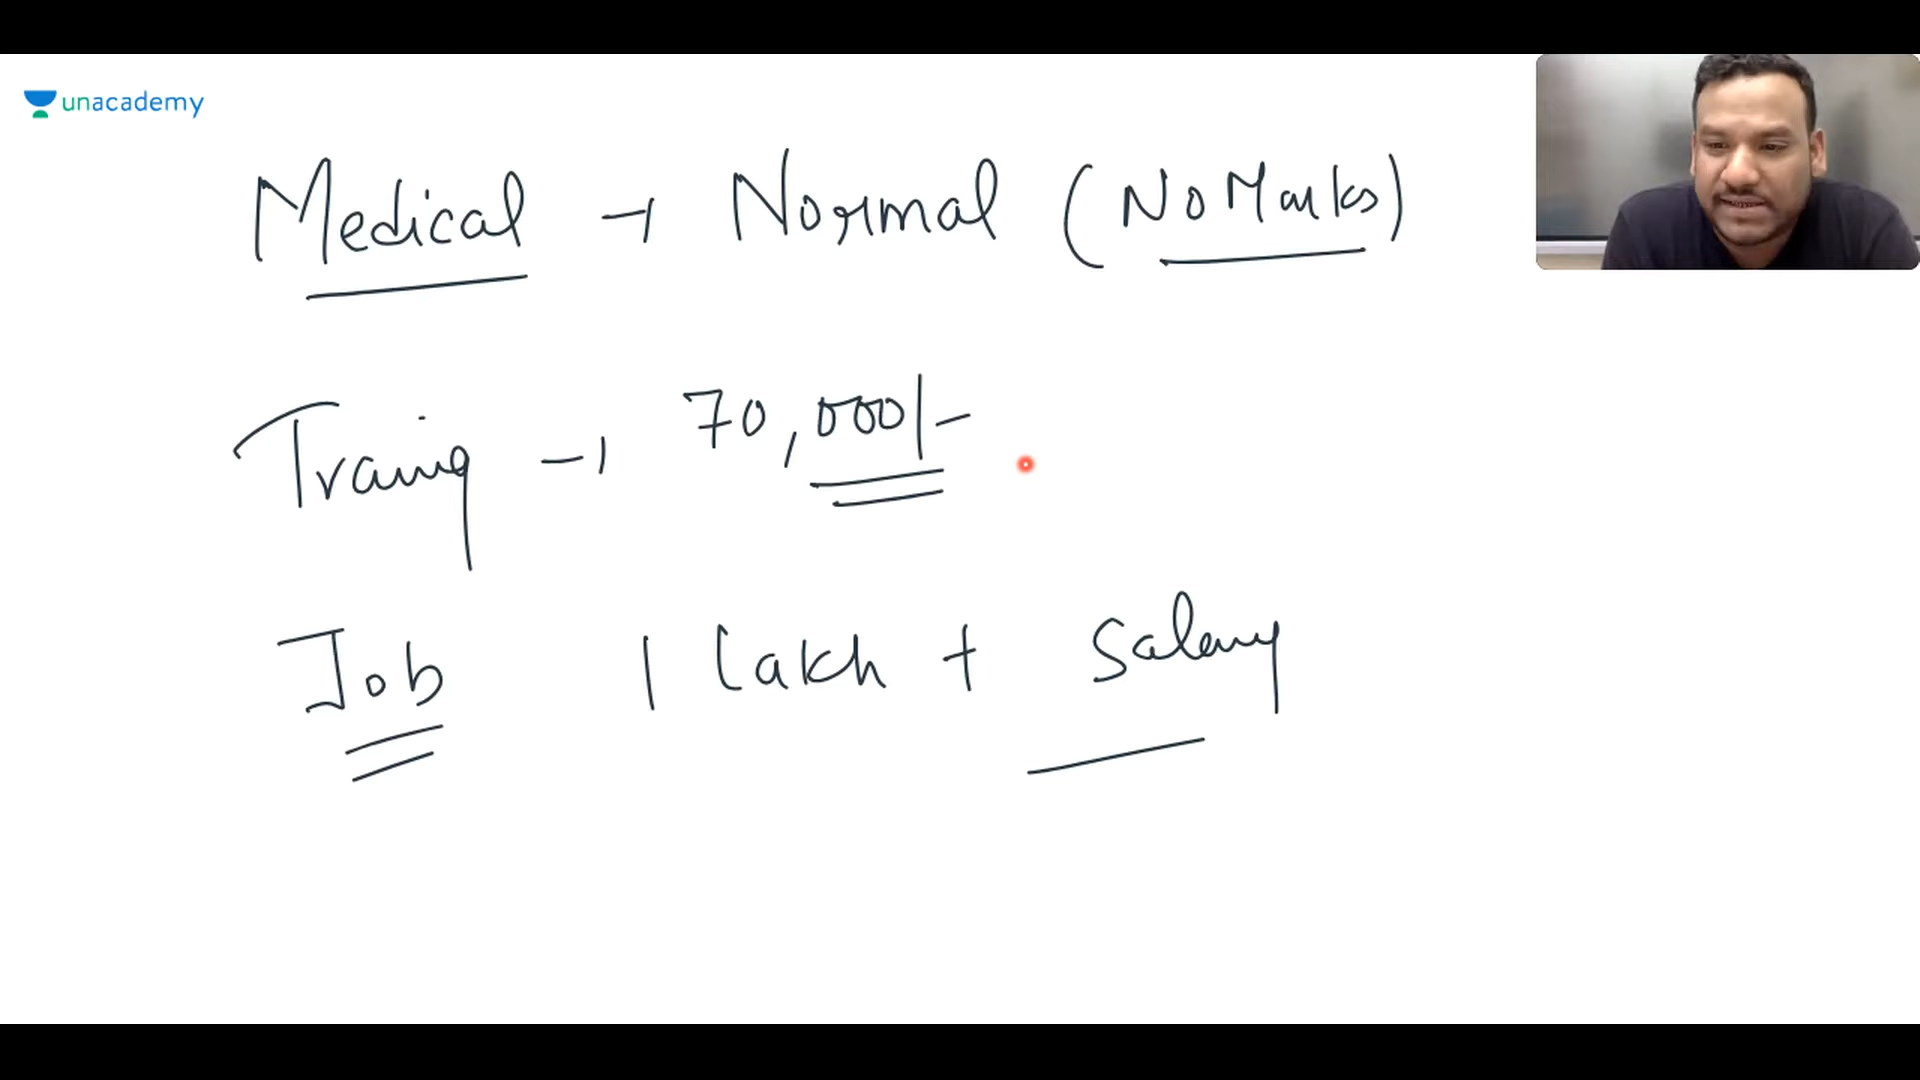 unacademy
Medical → Normal (No Marks)
Traing → 70,000/-
Job 1 Lakh + Salary